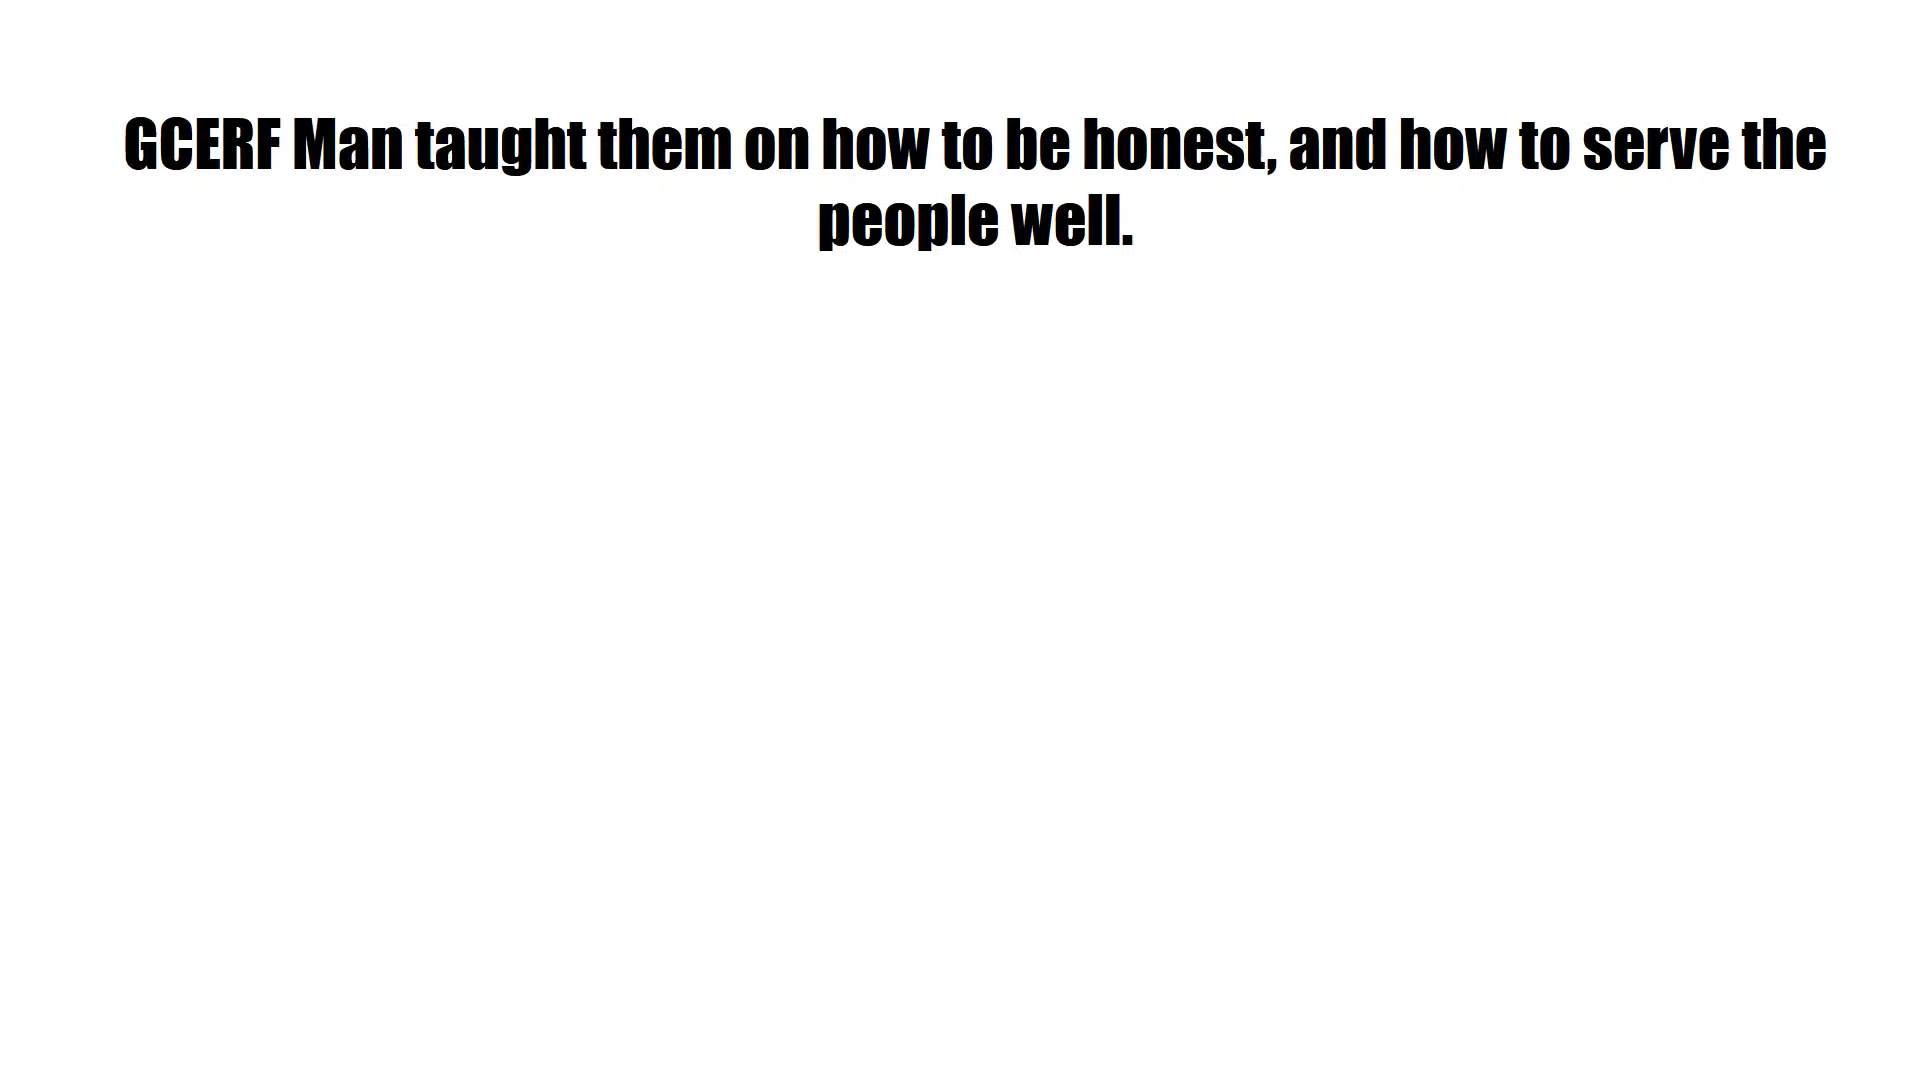 GCERF Man taught them on how to be honest, and how to serve the
people well.